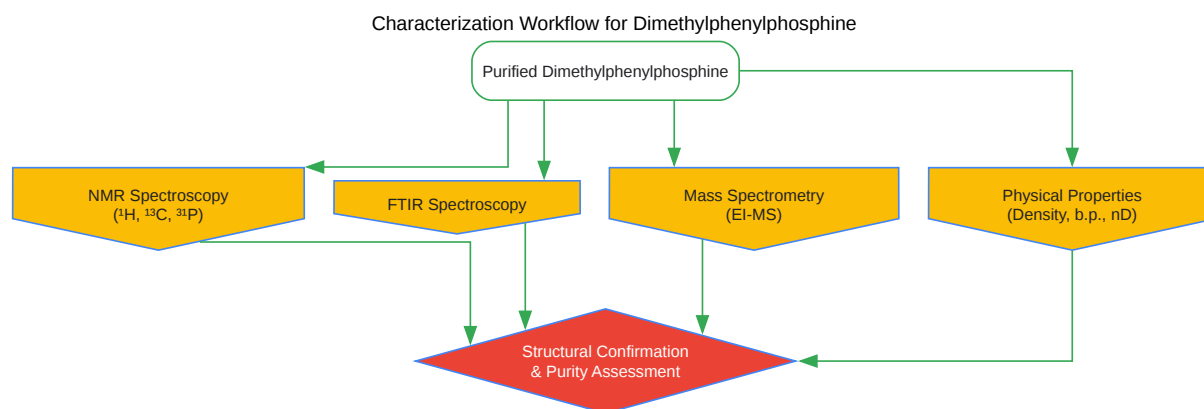 Characterization Workflow for Dimethylphenylphosphine
Purified Dimethylphenylphosphine
NMR Spectroscopy
(¹H, ¹³C, ³¹P)
FTIR Spectroscopy
Mass Spectrometry
(EI-MS)
Physical Properties
(Density, b.p., nD)
Structural Confirmation
& Purity Assessment